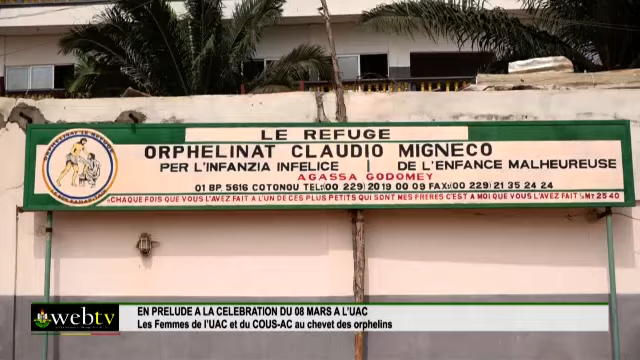 LE REFUGE
ORPHELINAT CLAUDIO MIGNECO
PER L'INFANZIA INFELICE | DE L'ENFANCE MALHEUREUSE
AGASSA GODOMEY
01 BP. 5616 COTONOU TEL:(00 229) 2019 00 09 FAX:(00 229) 21 35 24 24
"CHAQUE FOIS QUE VOUS L'AVEZ FAIT A L'UN DE CES PLUS PETITS QUI SONT MES FRERES C'EST A MOI QUE VOUS L'AVEZ FAIT" MT 25 40
webtv
EN PRELUDE A LA CELEBRATION DU 08 MARS A L'UAC
Les Femmes de l'UAC et du COUS-AC au chevet des orphelins